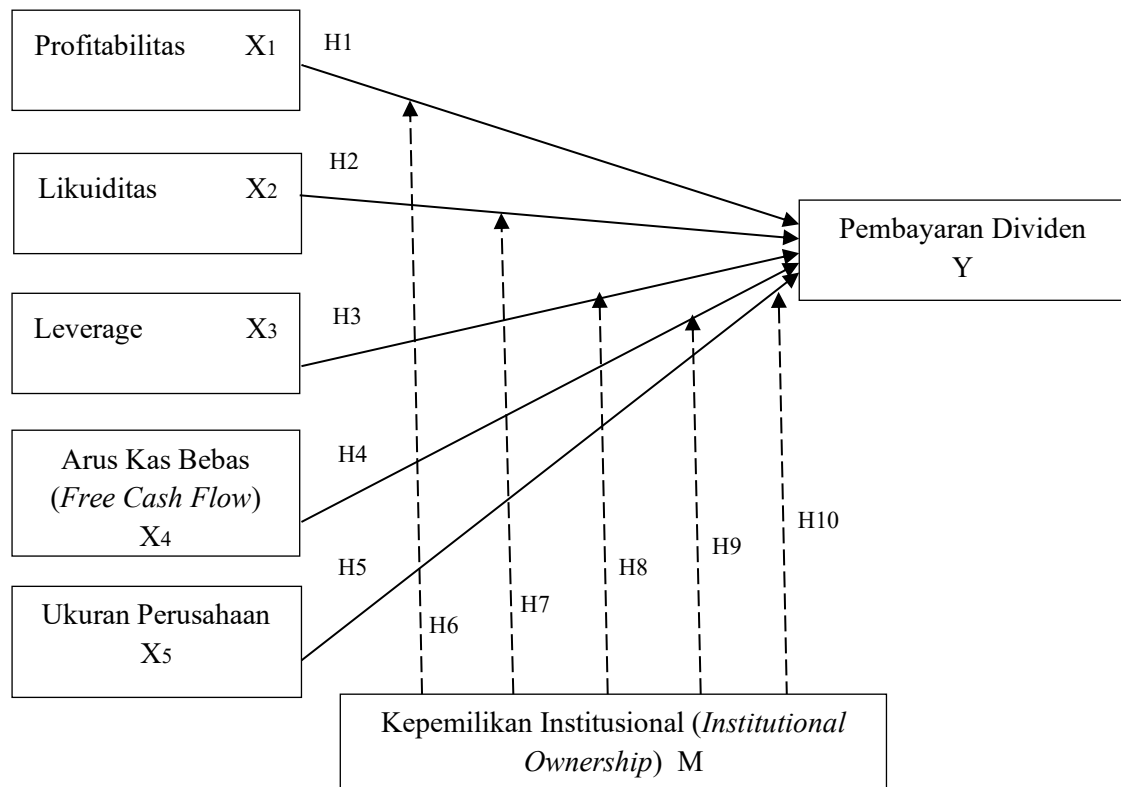 Profitabilitas X1
H1
Likuiditas X2
H2
Leverage X3
H3
Arus Kas Bebas
(Free Cash Flow)
X4
H4
Ukuran Perusahaan
X5
H5
Pembayaran Dividen
Y
H6
H7
H8
H9
H10
Kepemilikan Institusional (Institutional
Ownership) M